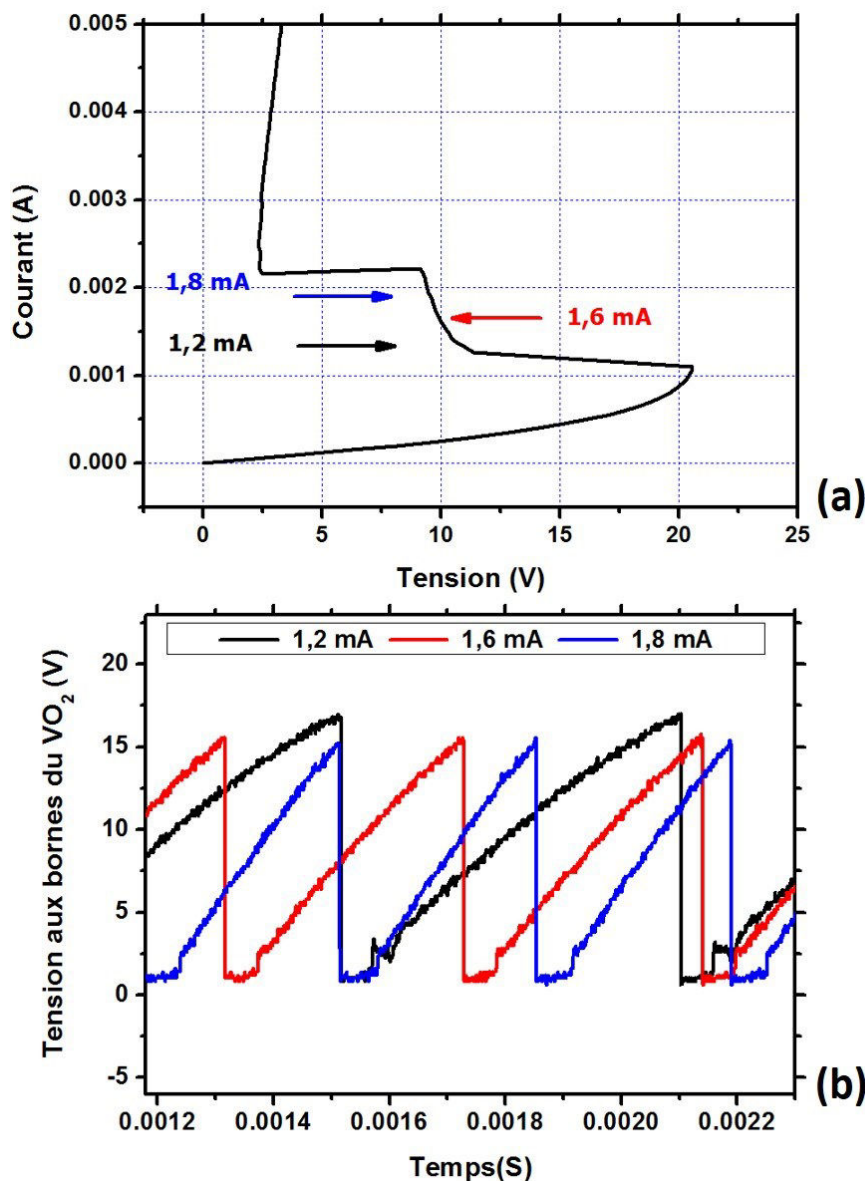 0.005
0.004
0.003
0.002
0.001
0.000
Courant (A)
1,8 mA
1,6 mA
1,2 mA
0
5
10
15
20
25
Tension (V)
(a)
1,2 mA
1,6 mA
1,8 mA
20
15
10
5
0
-5
Tension aux bornes du VO₂ (V)
0.0012
0.0014
0.0016
0.0018
0.0020
0.0022
Temps(S)
(b)